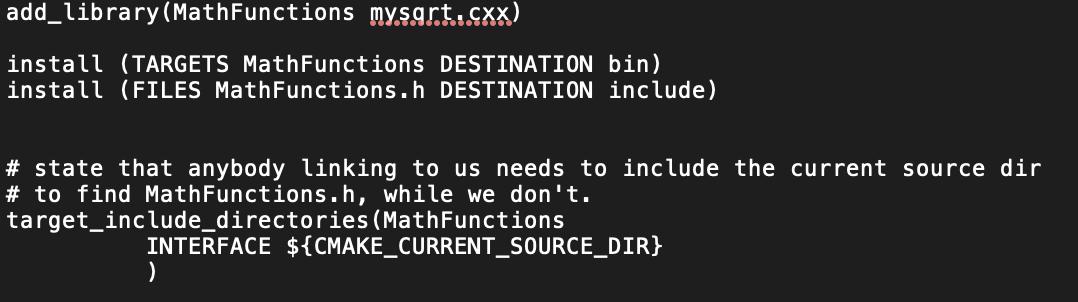 add_library(MathFunctions mysqrt.cxx)
install (TARGETS MathFunctions DESTINATION bin)
install (FILES MathFunctions.h DESTINATION include)
# state that anybody linking to us needs to include the current source dir
# to find MathFunctions.h, while we don't.
target_include_directories(MathFunctions
INTERFACE ${CMAKE_CURRENT_SOURCE_DIR}
)